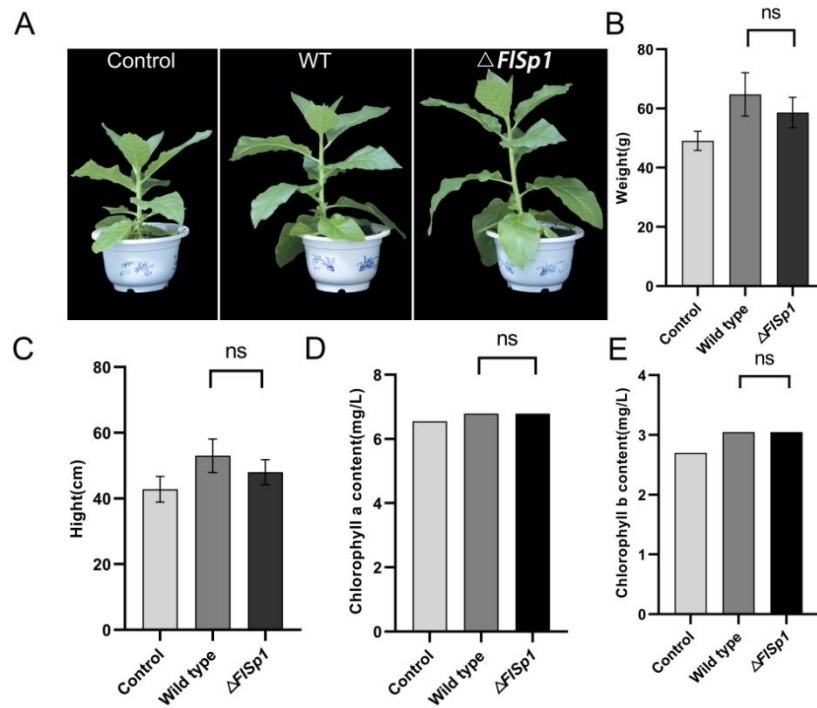 A
Control
WT
△FlSp1
B
ns
80
60
40
20
0
Weight(g)
Control
Wild type
ΔFlSp1
C
ns
80
60
40
20
0
Hight(cm)
Control
Wild type
ΔFlSp1
D
ns
8
6
4
2
0
Chlorophyll a content(mg/L)
Control
Wild type
ΔFlSp1
E
ns
4
3
2
1
0
Chlorophyll b content(mg/L)
Control
Wild type
ΔFlSp1